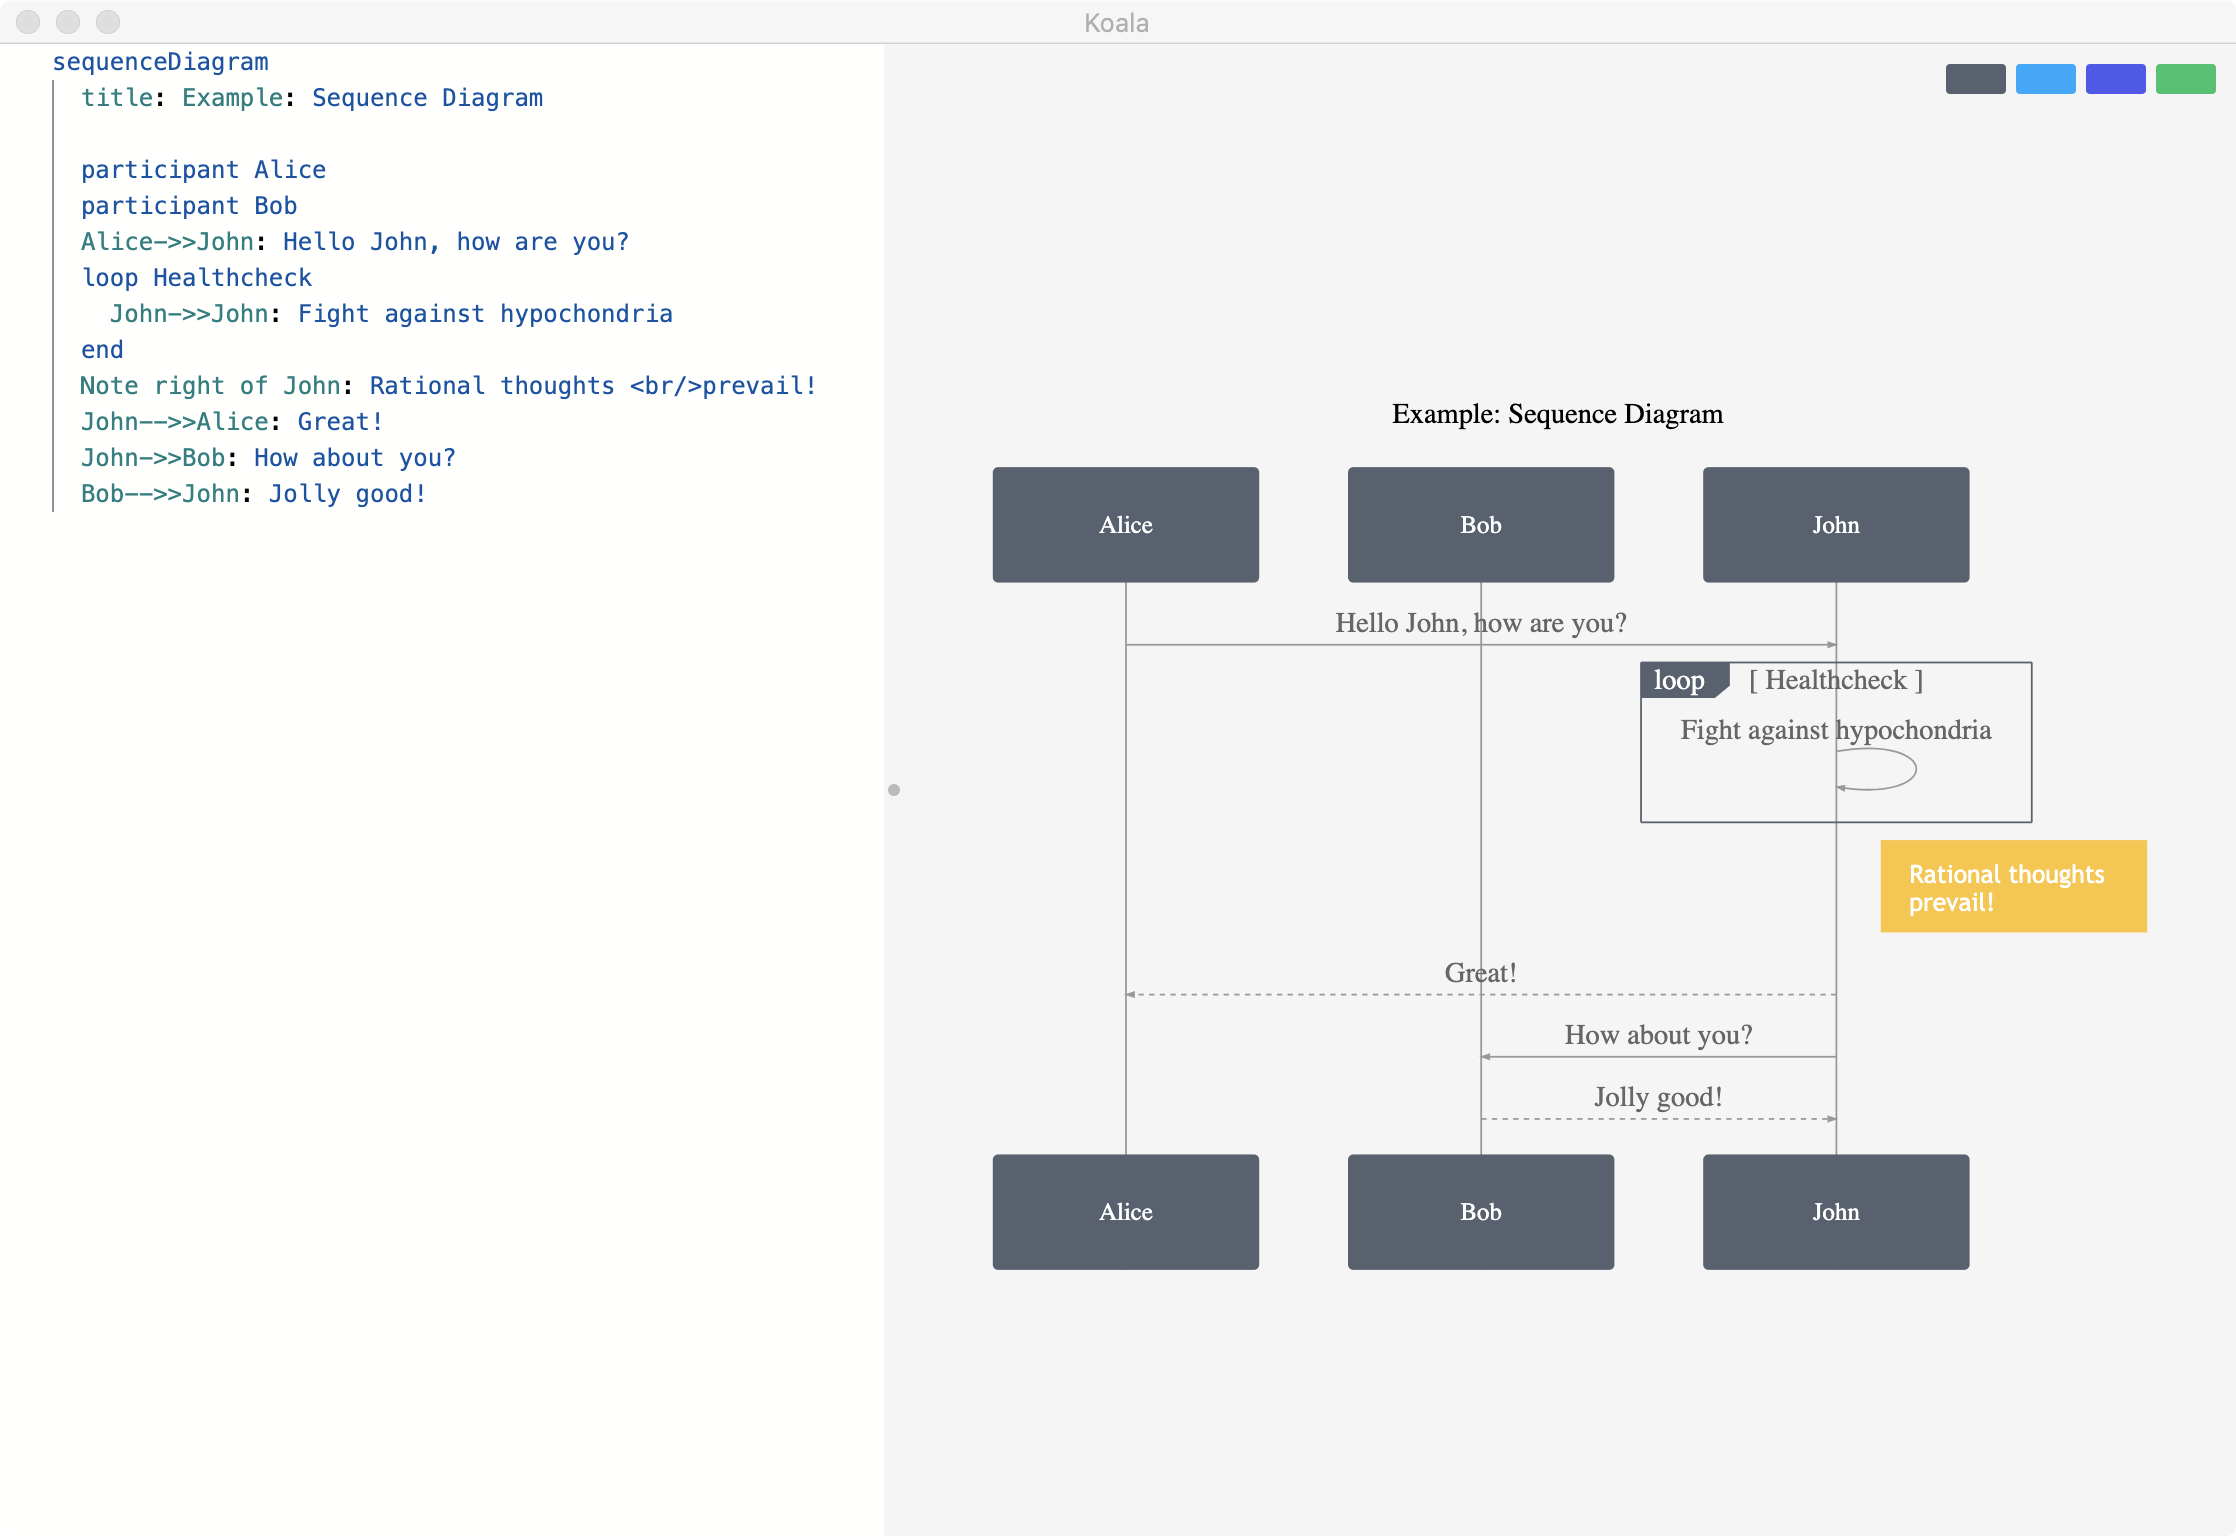 Koala
sequenceDiagram
title: Example: Sequence Diagram
participant Alice
participant Bob
Alice->>John: Hello John, how are you?
loop Healthcheck
John->>John: Fight against hypochondria
end
Note right of John: Rational thoughts <br/>prevail!
John-->>Alice: Great!
John->>Bob: How about you?
Bob-->>John: Jolly good!
Example: Sequence Diagram
Alice Bob John
Hello John, how are you?
loop [ Healthcheck ]
Fight against hypochondria
Rational thoughts
prevail!
Great!
How about you?
Jolly good!
Alice Bob John